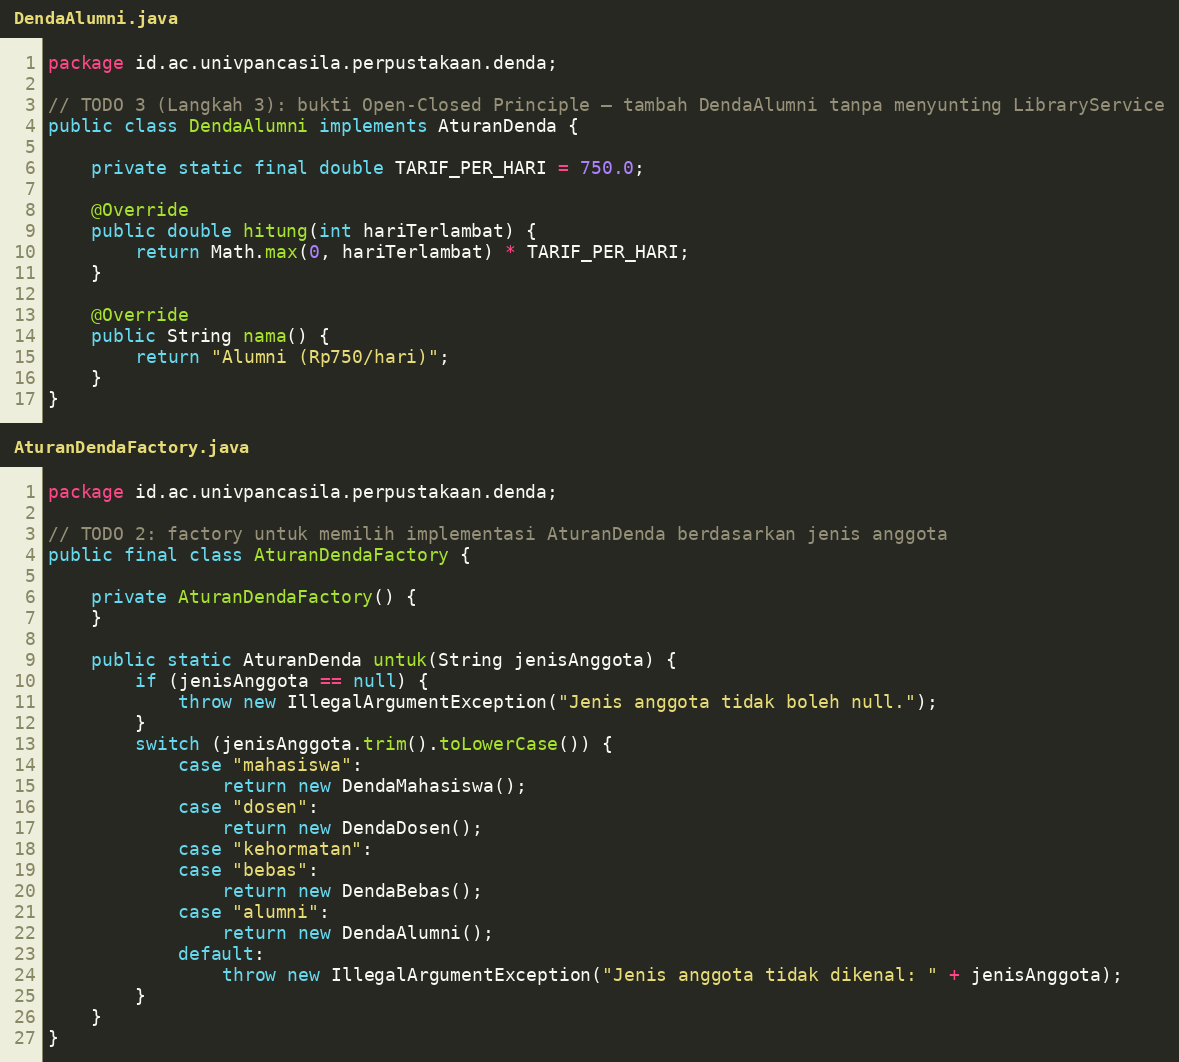 DendaAlumni.java
1 package id.ac.univpancasila.perpustakaan.denda;
2
3 // TODO 3 (Langkah 3): bukti Open-Closed Principle — tambah DendaAlumni tanpa menyunting LibraryService
4 public class DendaAlumni implements AturanDenda {
5
6     private static final double TARIF_PER_HARI = 750.0;
7
8     @Override
9     public double hitung(int hariTerlambat) {
10         return Math.max(0, hariTerlambat) * TARIF_PER_HARI;
11     }
12
13     @Override
14     public String nama() {
15         return "Alumni (Rp750/hari)";
16     }
17 }
AturanDendaFactory.java
1 package id.ac.univpancasila.perpustakaan.denda;
2
3 // TODO 2: factory untuk memilih implementasi AturanDenda berdasarkan jenis anggota
4 public final class AturanDendaFactory {
5
6     private AturanDendaFactory() {
7     }
8
9     public static AturanDenda untuk(String jenisAnggota) {
10         if (jenisAnggota == null) {
11             throw new IllegalArgumentException("Jenis anggota tidak boleh null.");
12         }
13         switch (jenisAnggota.trim().toLowerCase()) {
14             case "mahasiswa":
15                 return new DendaMahasiswa();
16             case "dosen":
17                 return new DendaDosen();
18             case "kehormatan":
19             case "bebas":
20                 return new DendaBebas();
21             case "alumni":
22                 return new DendaAlumni();
23             default:
24                 throw new IllegalArgumentException("Jenis anggota tidak dikenal: " + jenisAnggota);
25         }
26     }
27 }